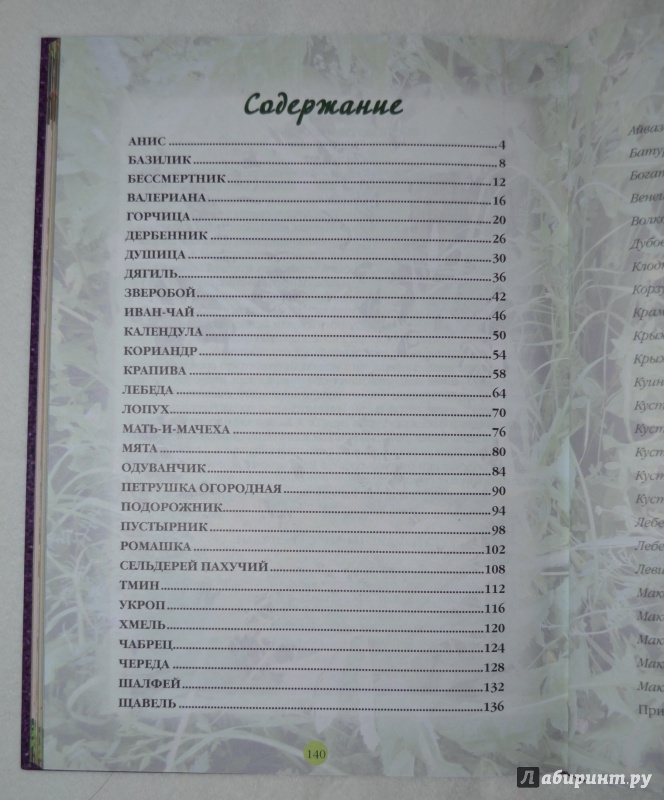 Содержание
АНИС 4
БАЗИЛИК 8
БЕССМЕРТНИК 12
ВАЛЕРИАНА 16
ГОРЧИЦА 20
ДЕРБЕННИК 26
ДУШИЦА 30
ДЯГИЛЬ 36
ЗВЕРОБОЙ 42
ИВАН-ЧАЙ 46
КАЛЕНДУЛА 50
КОРИАНДР 54
КРАПИВА 58
ЛЕБЕДА 64
ЛОПУХ 70
МАТЬ-И-МАЧЕХА 76
МЯТА 80
ОДУВАНЧИК 84
ПЕТРУШКА ОГОРОДНАЯ 90
ПОДОРОЖНИК 94
ПУСТЫРНИК 98
РОМАШКА 102
СЕЛЬДЕРЕЙ ПАХУЧИЙ 108
ТМИН 112
УКРОП 116
ХМЕЛЬ 120
ЧАБРЕЦ 124
ЧЕРЕДА 128
ШАЛФЕЙ 132
ЩАВЕЛЬ 136
140
Лабиринт.ру